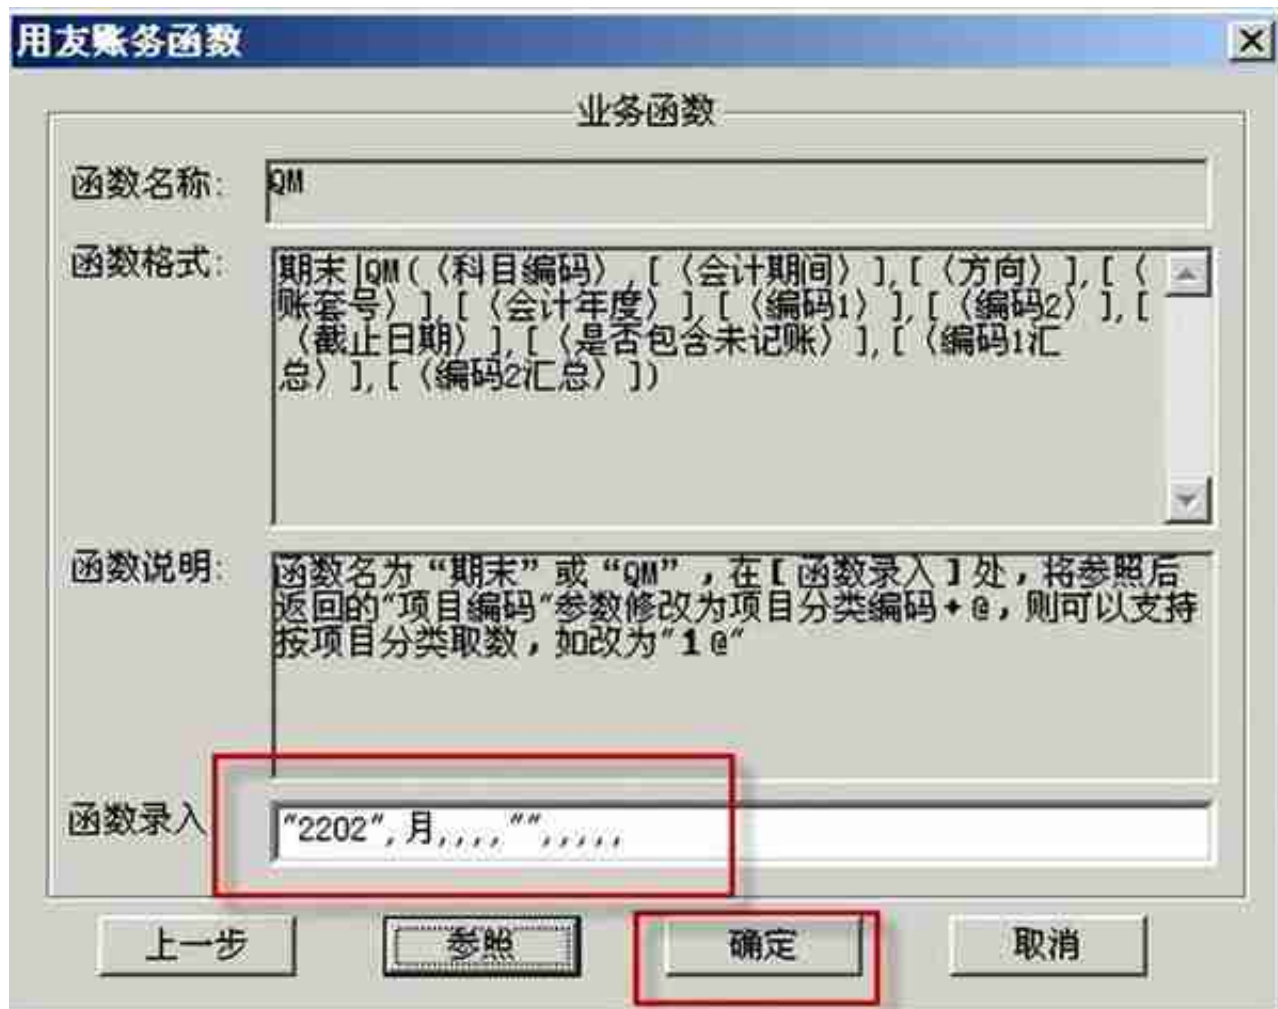 用友账务函数
业务函数
函数名称:
QM
函数格式:
期末|QM(〈科目编码〉,[〈会计期间〉],[〈方向〉],[〈
账套号〉],[〈会计年度〉],[〈编码1〉],[〈编码2〉],[
〈截止日期〉],[〈是否包含未记账〉],[〈编码1汇
总〉],[〈编码2汇总〉])
函数说明:
函数名为“期末”或“QM”，在【函数录入】处，将参照后
返回的"项目编码"参数修改为项目分类编码+@，则可以支持
按项目分类取数，如改为"1@"
函数录入
"2202",月,,,,"",,,,,
上一步
参照
确定
取消